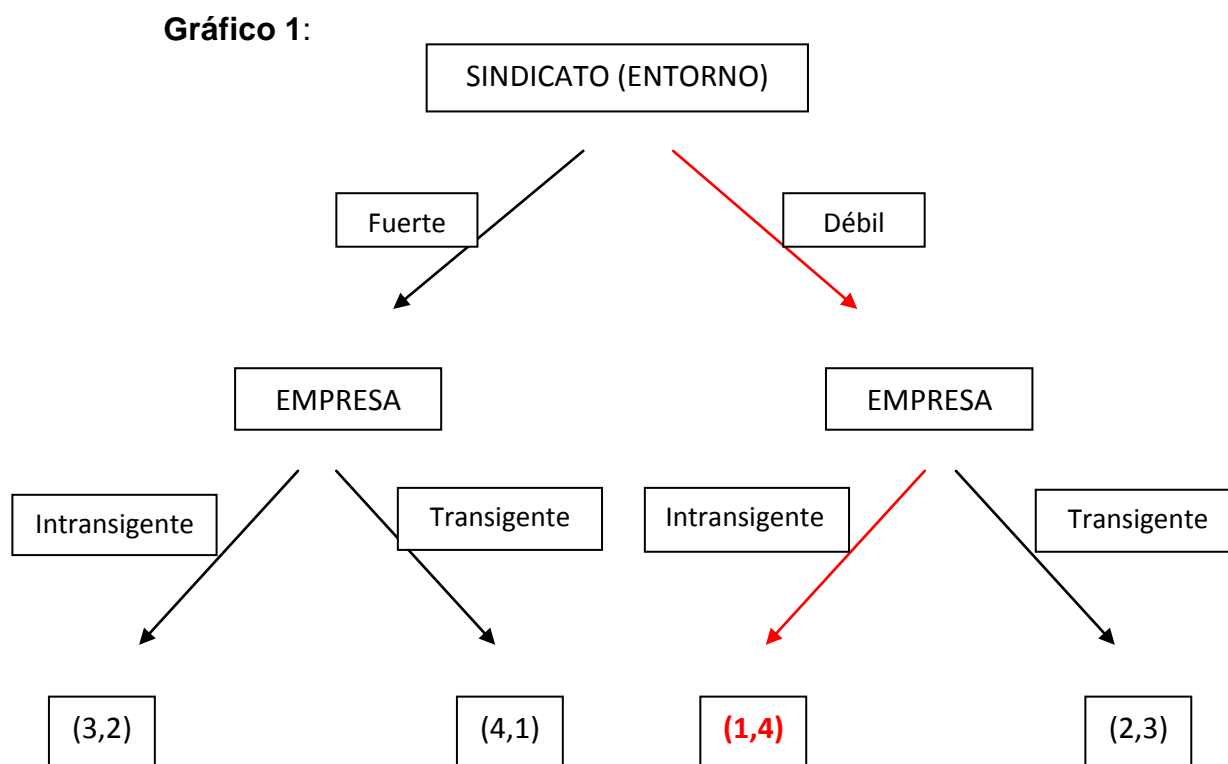 Gráfico 1:
SINDICATO (ENTORNO)
Fuerte
Débil
EMPRESA
EMPRESA
Intransigente
Transigente
Intransigente
Transigente
(3,2)
(4,1)
(1,4)
(2,3)